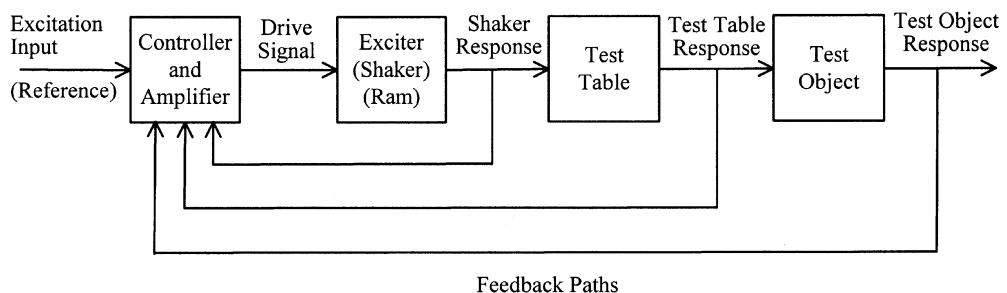 Excitation
Input
(Reference)
Controller
and
Amplifier
Drive
Signal
Exciter
(Shaker)
(Ram)
Shaker
Response
Test
Table
Test Table
Response
Test
Object
Test Object
Response
Feedback Paths